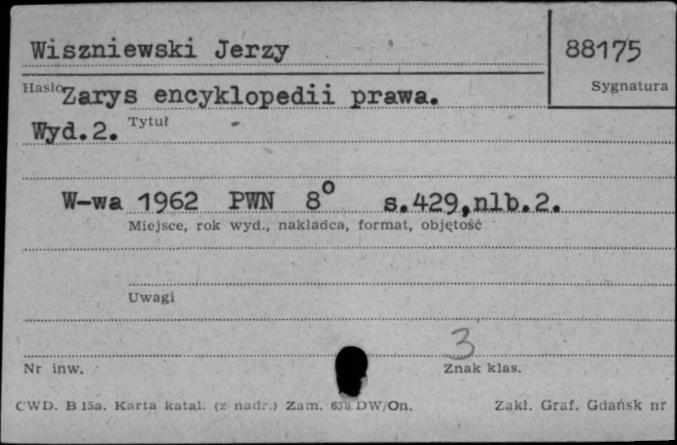 Wiszniewski Jerzy
88175
Hasło
Sygnatura
Zarys encyklopedii prawa.
Wyd.2.
Tytuł
W-wa 1962 PWN 8° s.429,nlb.2.
Miejsce, rok wyd., nakładca, format, objętość
Uwagi
3
Nr inw.
Znak klas.
CWD. B 15a. Karta katal. (z nadr.) Zam. DW/On.
Zakł. Graf. Gdańsk nr